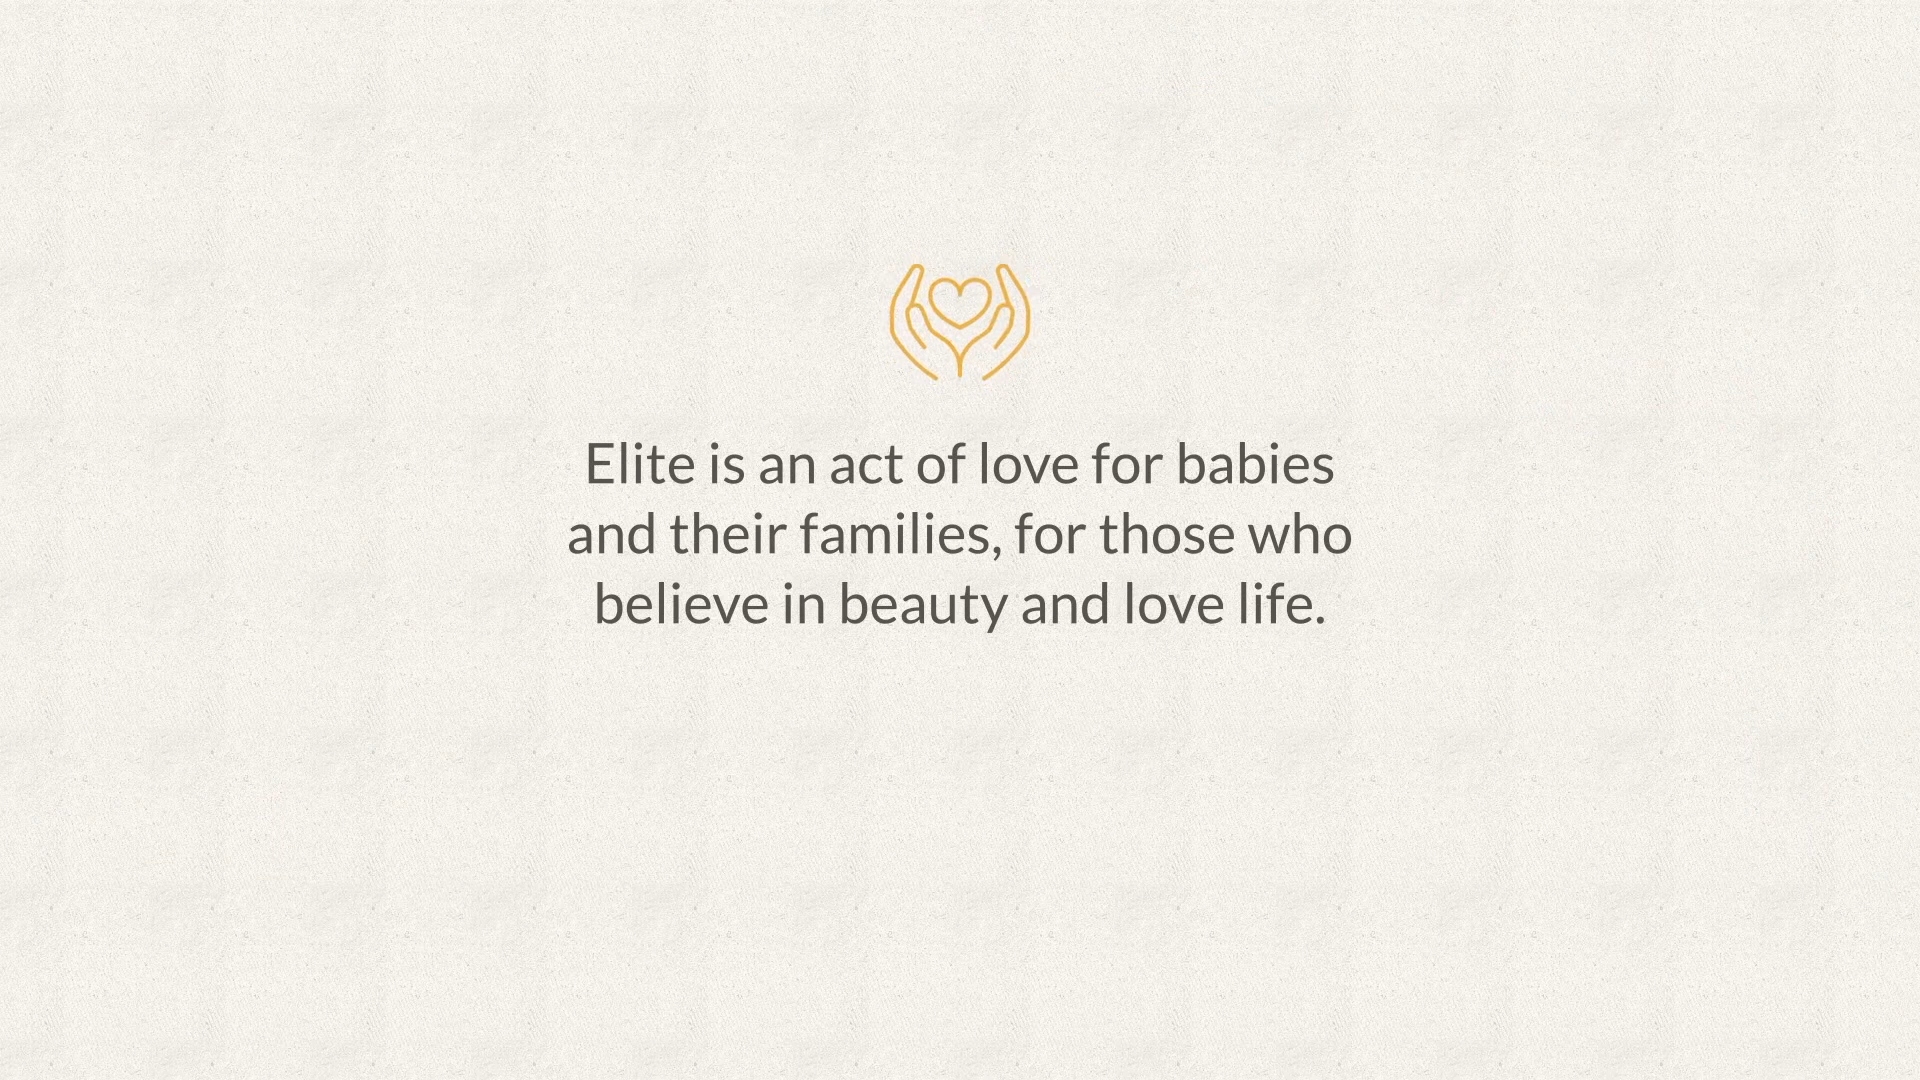 Elite is an act of love for babies
and their families, for those who
believe in beauty and love life.